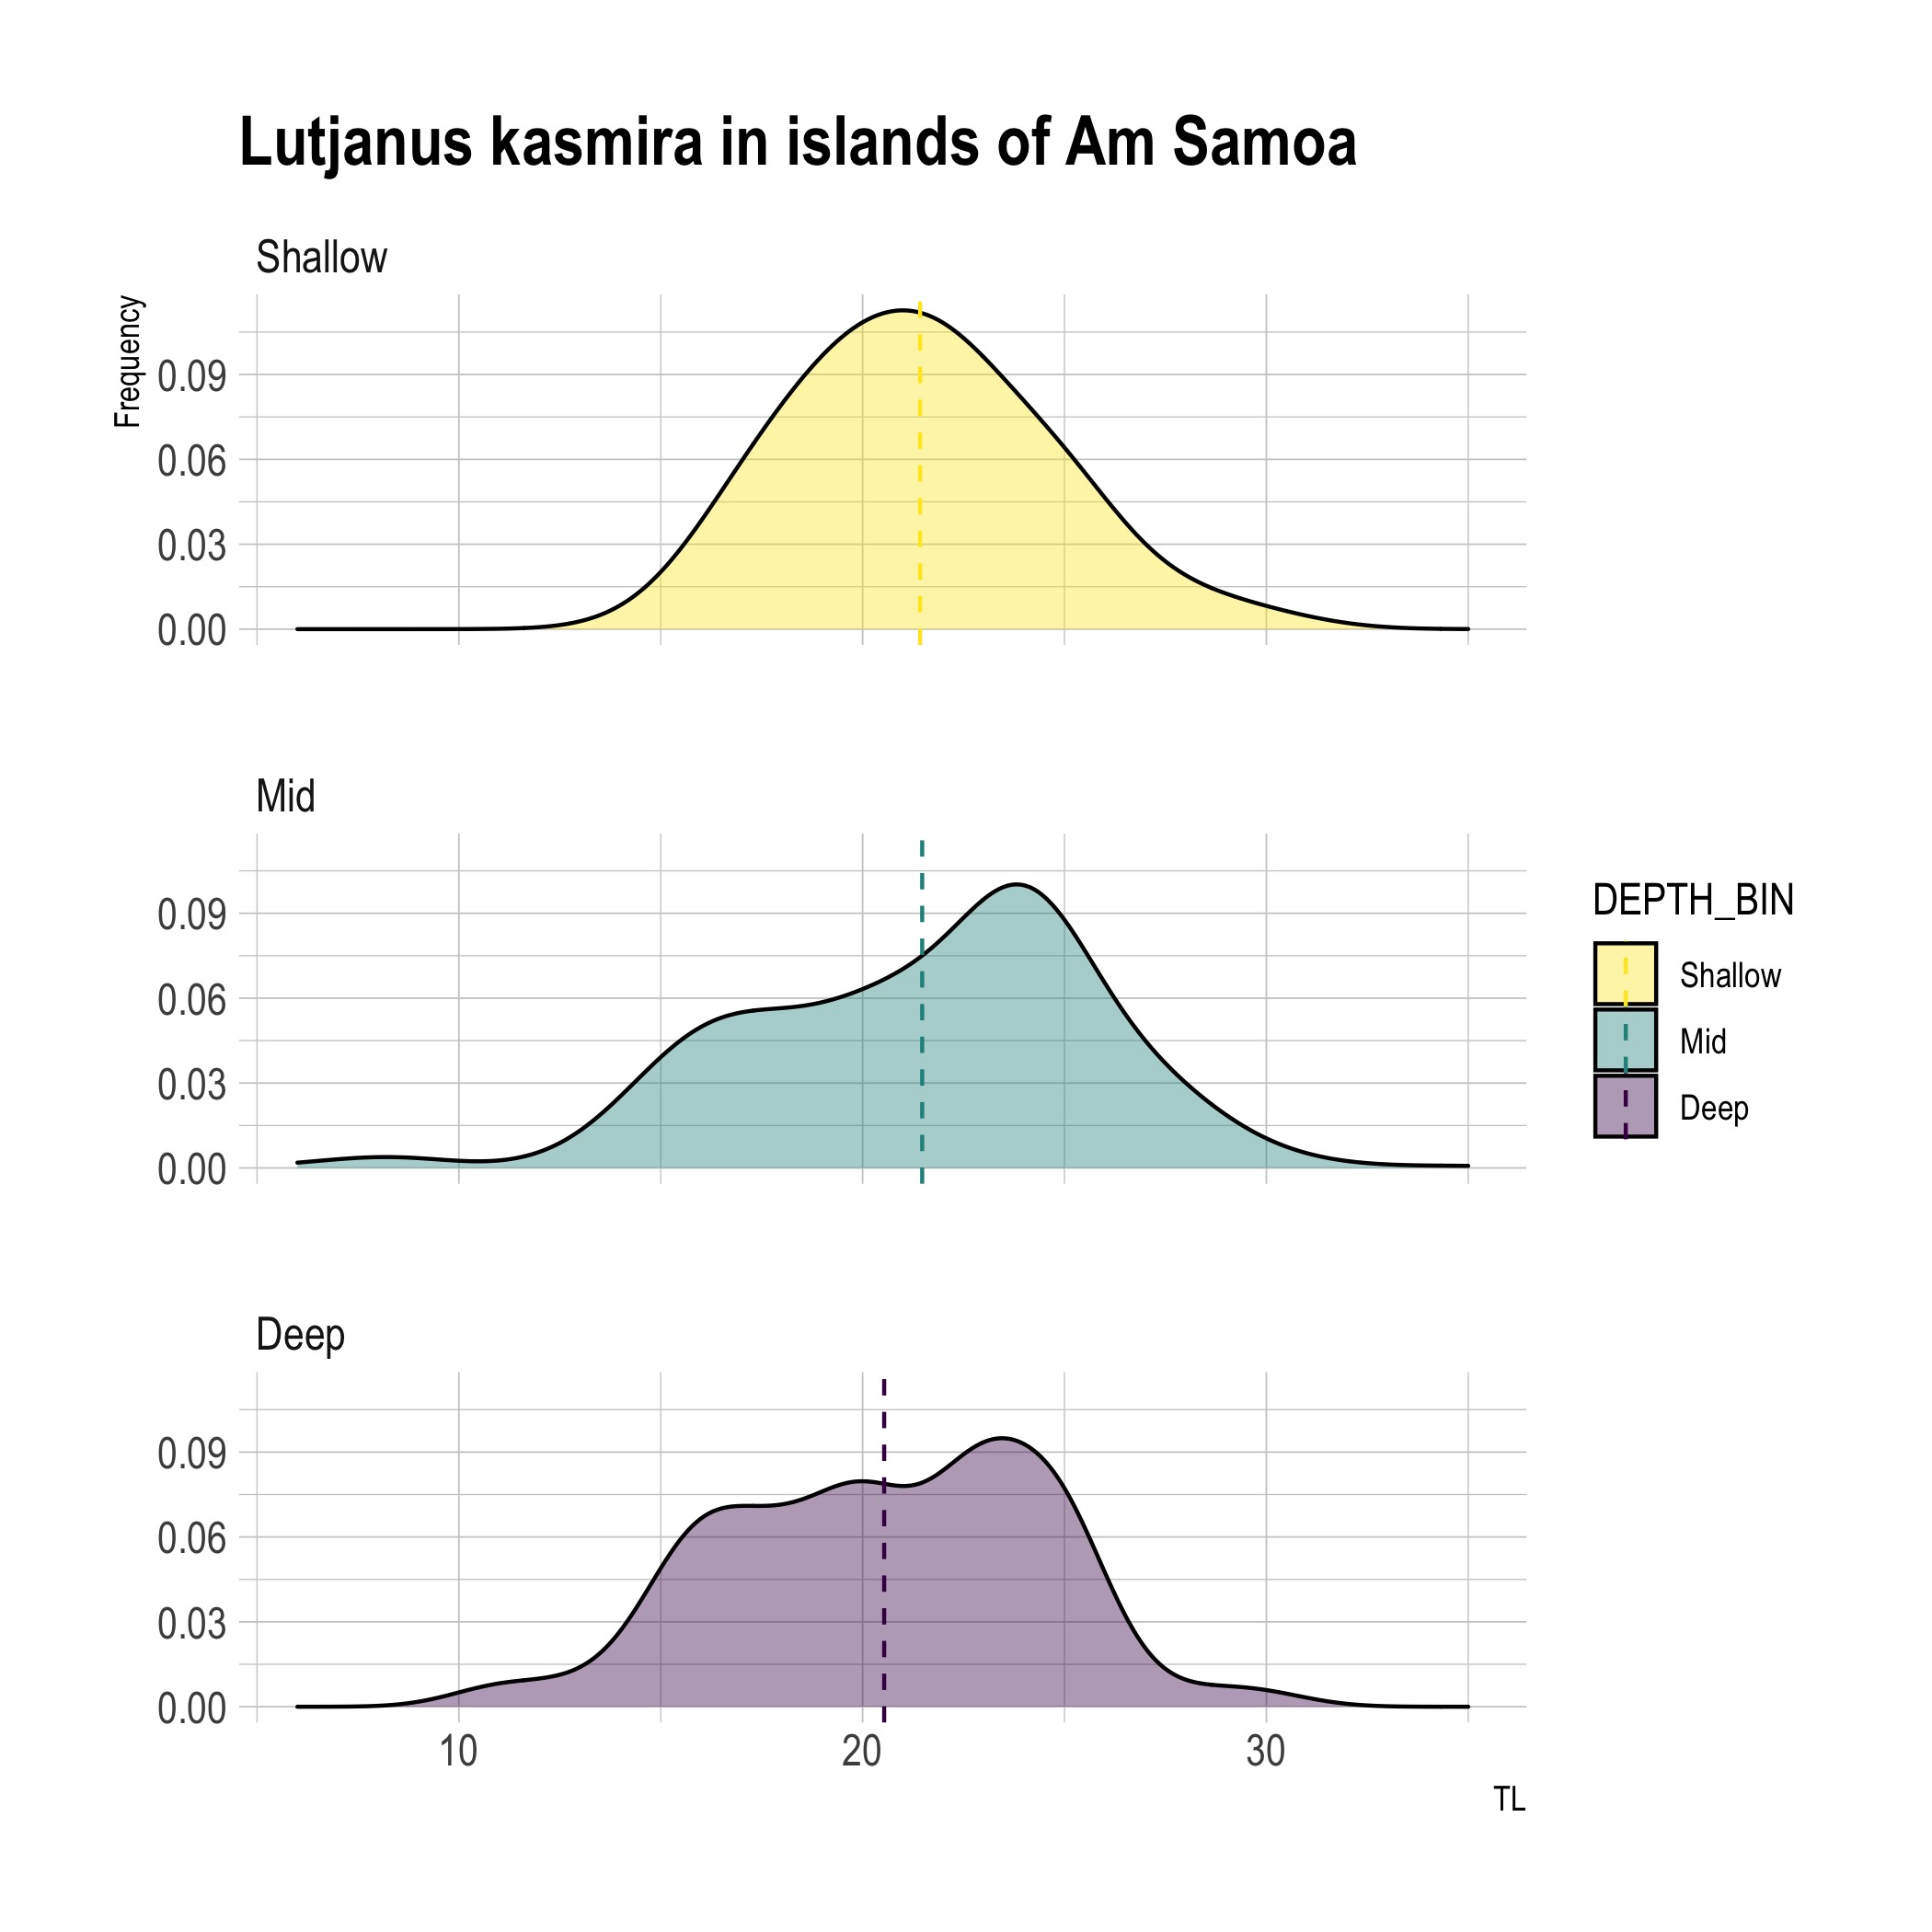 Lutjanus kasmira in islands of Am Samoa
Shallow
Frequency
0.09
0.06
0.03
0.00
Mid
0.09
0.06
0.03
0.00
DEPTH_BIN
Shallow
Mid
Deep
Deep
0.09
0.06
0.03
0.00
10 20 30
TL